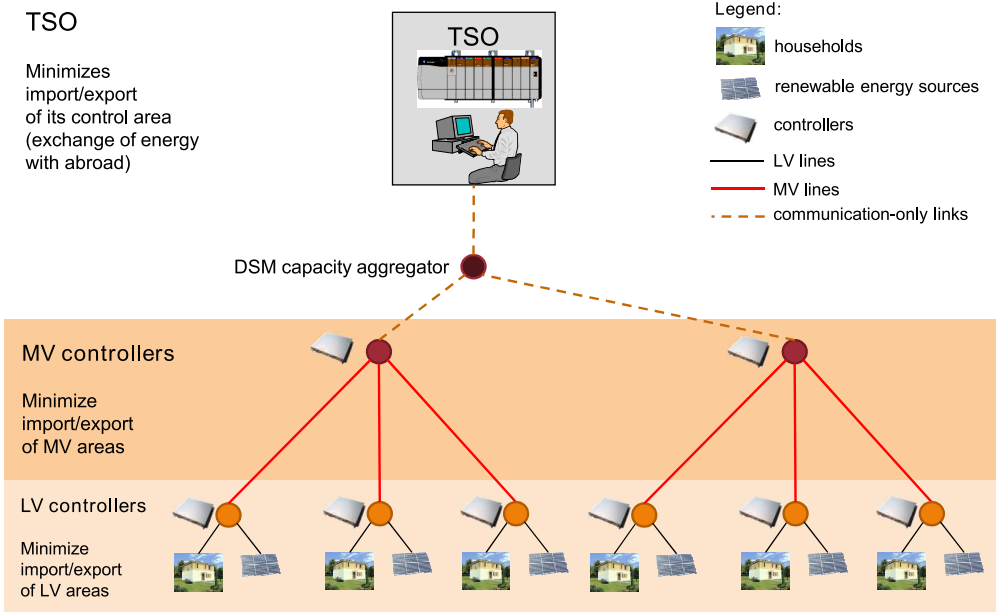 TSO
Minimizes
import/export
of its control area
(exchange of energy
with abroad)
TSO
Legend:
households
renewable energy sources
controllers
LV lines
MV lines
communication-only links
DSM capacity aggregator
MV controllers
Minimize
import/export
of MV areas
LV controllers
Minimize
import/export
of LV areas